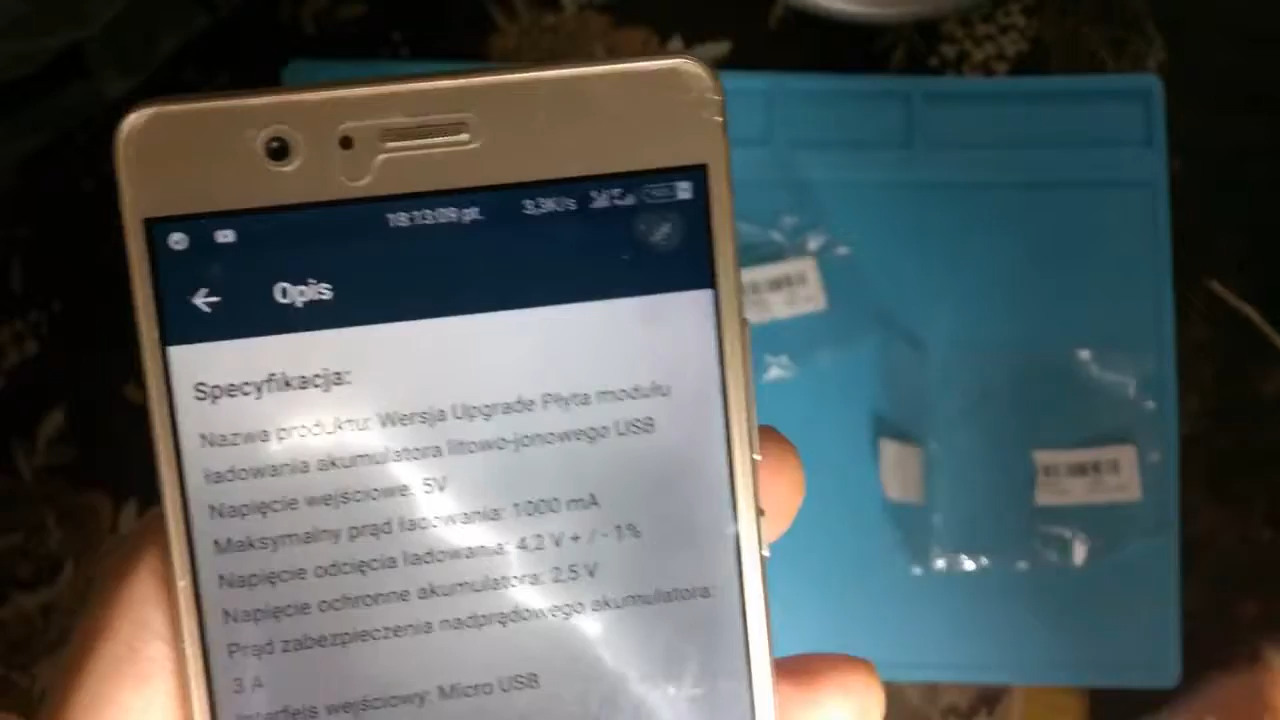 18:13:09 pt.
3,3K/s
Opis
Specyfikacja:
Nazwa produktu: Wersja Upgrade Płyta modułu
ładowania akumulatora litowo-jonowego USB
Napięcie wejściowe: 5V
Maksymalny prąd ładowania: 1000 mA
Napięcie odcięcia ładowania: 4,2 V + / - 1%
Napięcie ochronne akumulatora: 2,5 V
Prąd zabezpieczenia nadprądowego akumulatora:
3 A
Interfejs wejściowy: Micro USB